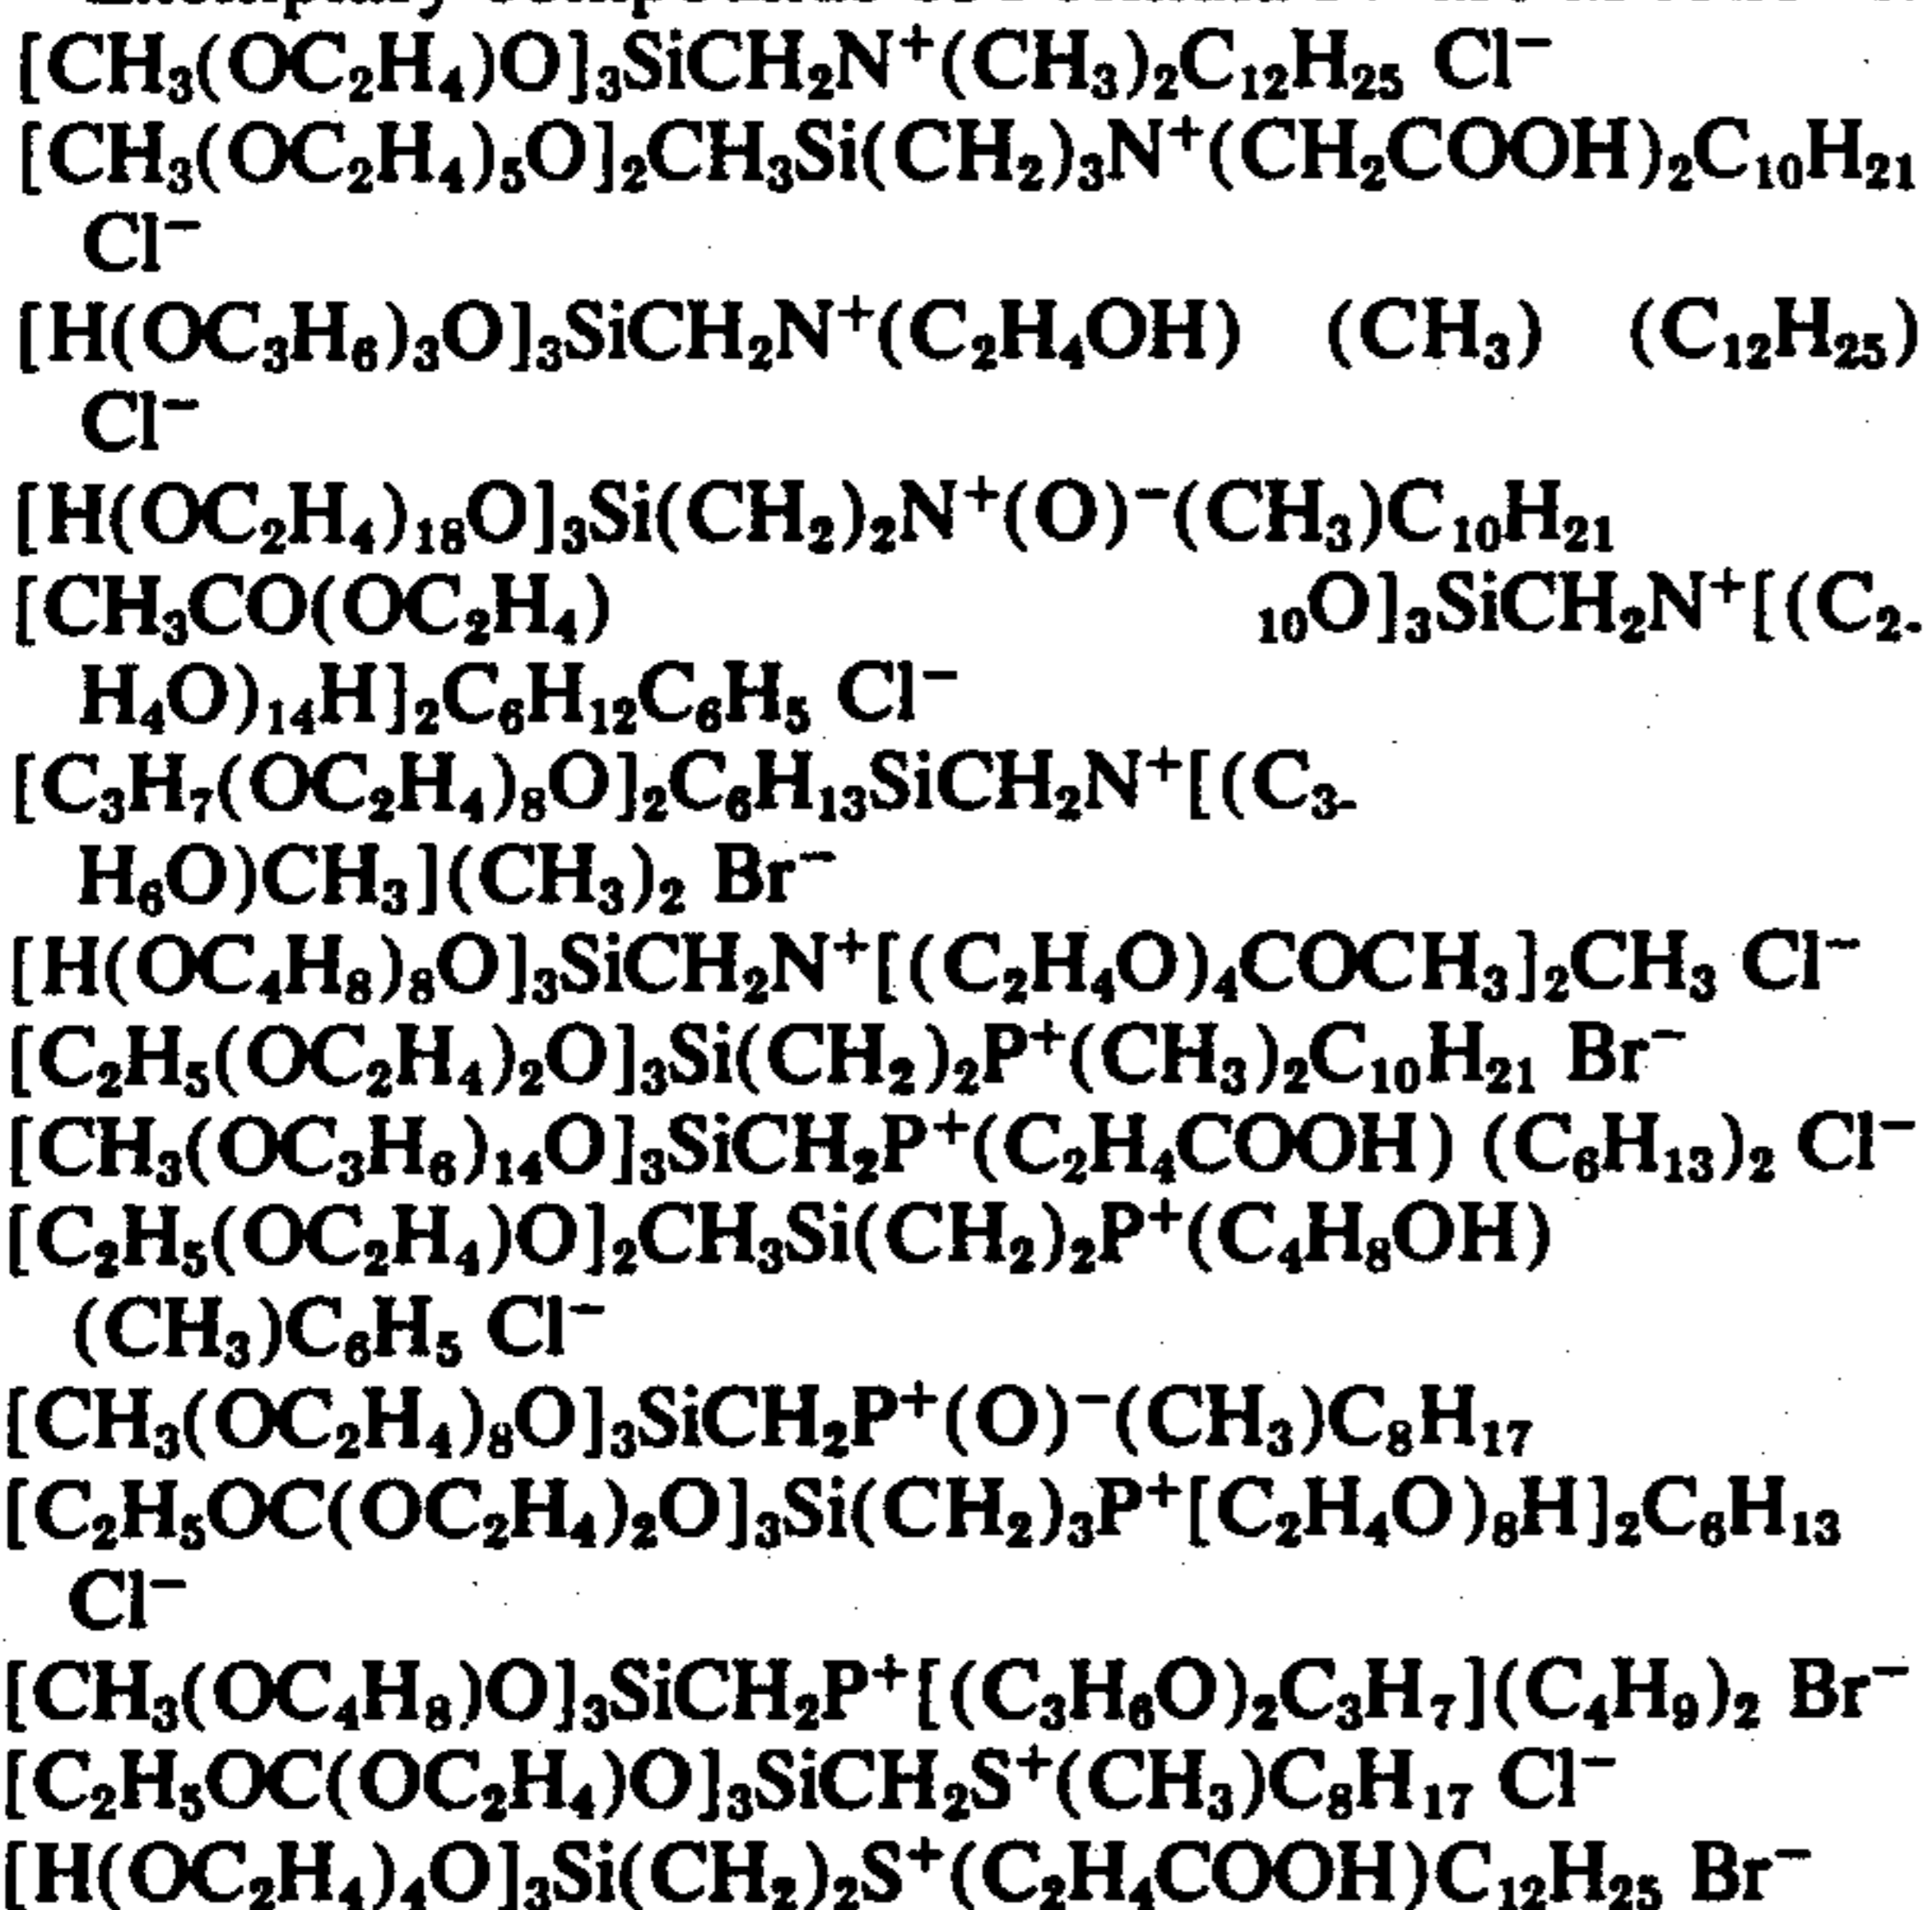 [CH₃(OC₂H₄)O]₃SiCH₂N⁺(CH₃)₂C₁₂H₂₅ Cl⁻
[CH₃(OC₂H₄)₅O]₂CH₃Si(CH₂)₃N⁺(CH₂COOH)₂C₁₀H₂₁
Cl⁻
[H(OC₃H₆)₃O]₃SiCH₂N⁺(C₂H₄OH) (CH₃) (C₁₂H₂₅)
Cl⁻
[H(OC₂H₄)₁₈O]₃Si(CH₂)₂N⁺(O)⁻(CH₃)C₁₀H₂₁
[CH₃CO(OC₂H₄) ₁₀O]₃SiCH₂N⁺[(C₂-
H₄O)₁₄H]₂C₆H₁₂C₆H₅ Cl⁻
[C₃H₇(OC₂H₄)₈O]₂C₆H₁₃SiCH₂N⁺[(C₃-
H₆O)CH₃](CH₃)₂ Br⁻
[H(OC₄H₈)₈O]₃SiCH₂N⁺[(C₂H₄O)₄COCH₃]₂CH₃ Cl⁻
[C₂H₅(OC₂H₄)₂O]₃Si(CH₂)₂P⁺(CH₃)₂C₁₀H₂₁ Br⁻
[CH₃(OC₃H₆)₁₄O]₃SiCH₂P⁺(C₂H₄COOH) (C₆H₁₃)₂ Cl⁻
[C₂H₅(OC₂H₄)O]₂CH₃Si(CH₂)₂P⁺(C₄H₈OH)
(CH₃)C₆H₅ Cl⁻
[CH₃(OC₂H₄)₈O]₃SiCH₂P⁺(O)⁻(CH₃)C₈H₁₇
[C₂H₅OC(OC₂H₄)₂O]₃Si(CH₂)₃P⁺[C₂H₄O)₈H]₂C₆H₁₃
Cl⁻
[CH₃(OC₄H₈)O]₃SiCH₂P⁺[(C₃H₆O)₂C₃H₇](C₄H₉)₂ Br⁻
[C₂H₅OC(OC₂H₄)O]₃SiCH₂S⁺(CH₃)C₈H₁₇ Cl⁻
[H(OC₂H₄)₄O]₃Si(CH₂)₂S⁺(C₂H₄COOH)C₁₂H₂₅ Br⁻